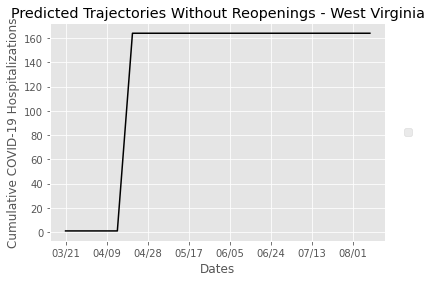 Predicted Trajectories Without Reopenings - West Virginia
Cumulative COVID-19 Hospitalizations
160
140
120
100
80
60
40
20
0
03/21 04/09 04/28 05/17 06/05 06/24 07/13 08/01
Dates